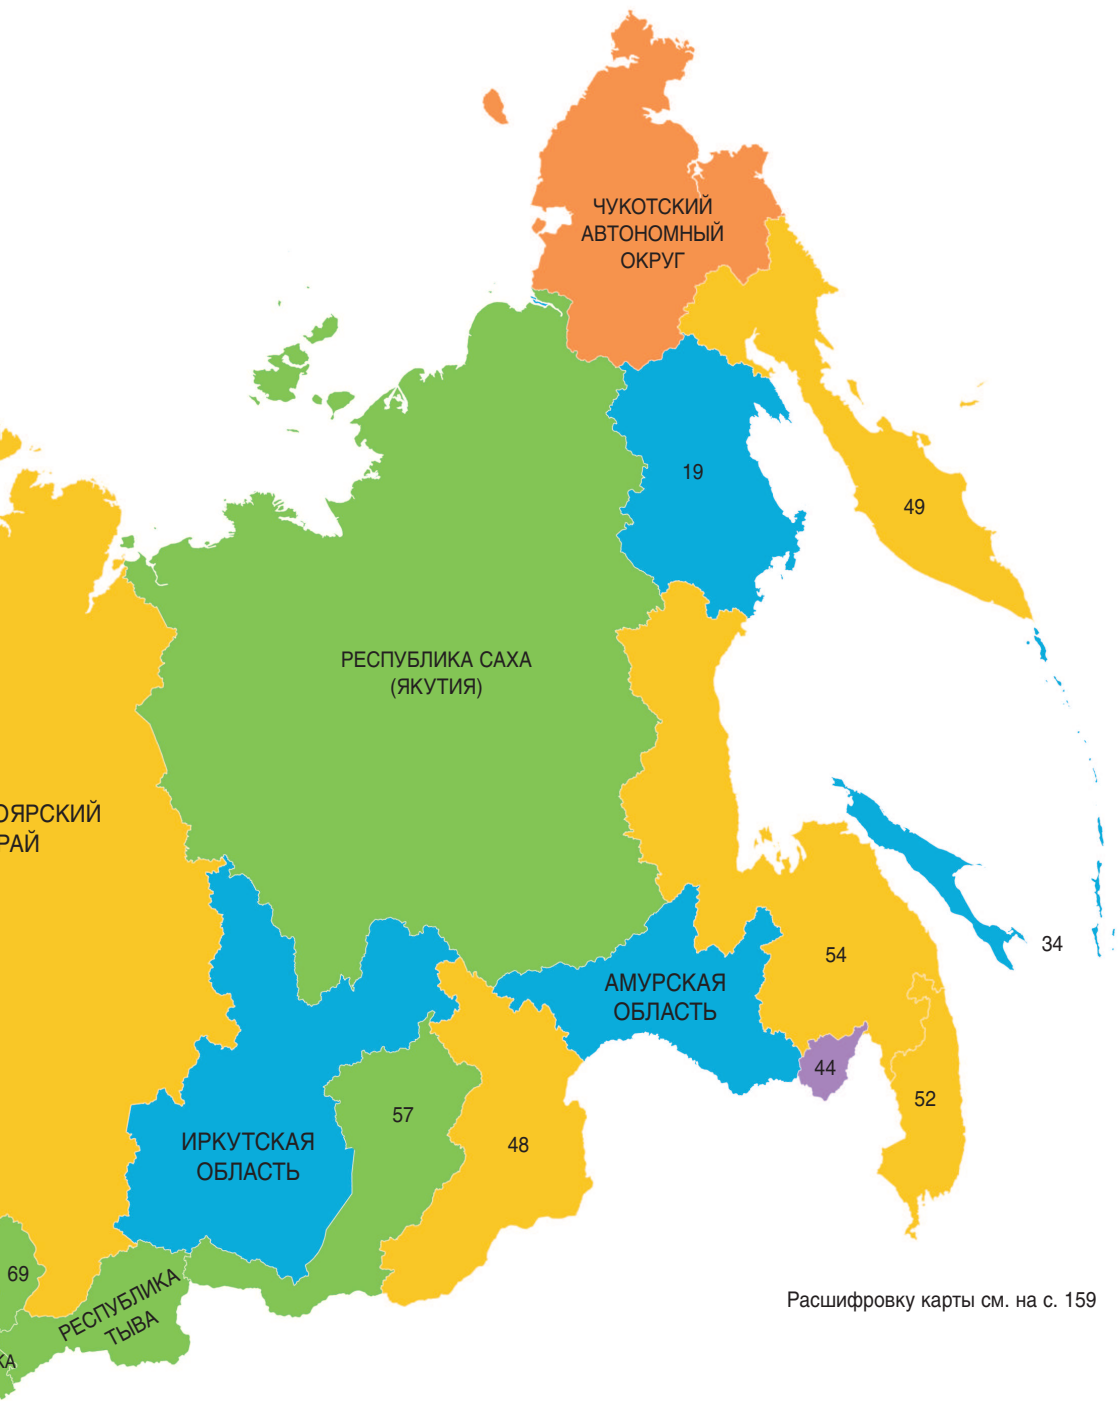 ЧУКОТСКИЙ
АВТОНОМНЫЙ
ОКРУГ
19
49
РЕСПУБЛИКА САХА
(ЯКУТИЯ)
ОЯРСКИЙ
РАЙ
34
54
АМУРСКАЯ
ОБЛАСТЬ
44
52
57
48
ИРКУТСКАЯ
ОБЛАСТЬ
69
РЕСПУБЛИКА
ТЫВА
КА
Расшифровку карты см. на с. 159